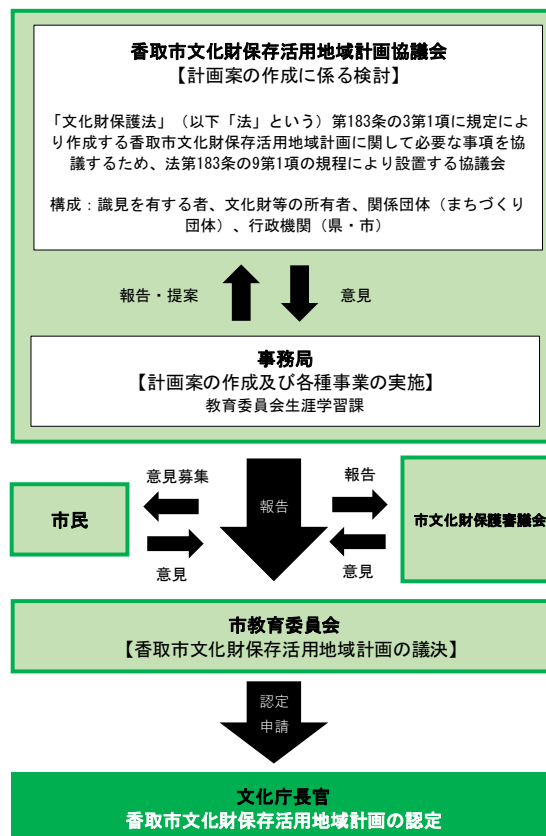 香取市文化財保存活用地域計画協議会
【計画案の作成に係る検討】
「文化財保護法」（以下「法」という）第183条の3第1項に規定によ
り作成する香取市文化財保存活用地域計画に関して必要な事項を協
議するため、法第183条の9第1項の規程により設置する協議会
構成：識見を有する者、文化財等の所有者、関係団体（まちづくり
団体）、行政機関（県・市）
報告・提案
意見
事務局
【計画案の作成及び各種事業の実施】
教育委員会生涯学習課
意見募集
報告
報告
市民
市文化財保護審議会
意見
意見
市教育委員会
【香取市文化財保存活用地域計画の議決】
認定
申請
文化庁長官
香取市文化財保存活用地域計画の認定